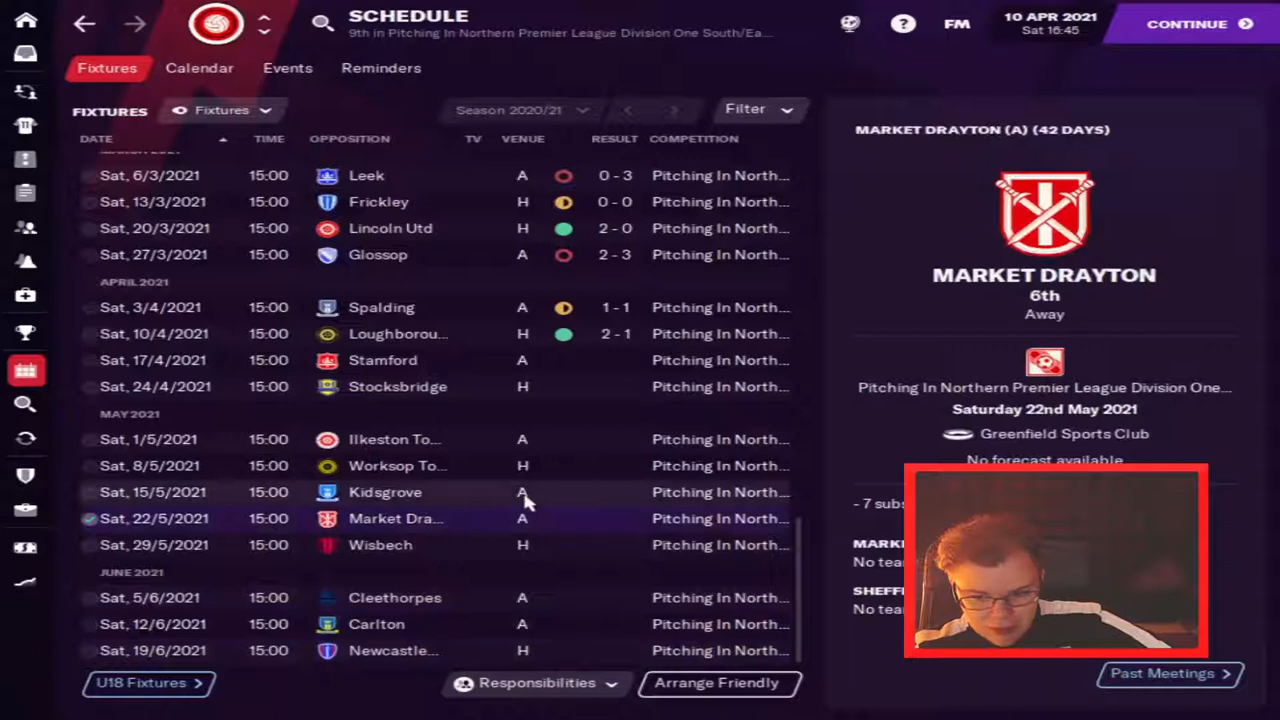 SCHEDULE
9th in Pitching In Northern Premier League Division One South/Ea...
FM
10 APR 2021
Sat 16:45
CONTINUE
Fixtures
Calendar
Events
Reminders
FIXTURES
Fixtures
Season 2020/21
Filter
DATE TIME OPPOSITION TV VENUE RESULT COMPETITION
Sat, 6/3/2021 15:00 Leek A 0 - 3 Pitching In North...
Sat, 13/3/2021 15:00 Frickley H 0 - 0 Pitching In North...
Sat, 20/3/2021 15:00 Lincoln Utd H 2 - 0 Pitching In North...
Sat, 27/3/2021 15:00 Glossop A 2 - 3 Pitching In North...
APRIL 2021
Sat, 3/4/2021 15:00 Spalding A 1 - 1 Pitching In North...
Sat, 10/4/2021 15:00 Loughborou... H 2 - 1 Pitching In North...
Sat, 17/4/2021 15:00 Stamford A Pitching In North...
Sat, 24/4/2021 15:00 Stocksbridge H Pitching In North...
MAY 2021
Sat, 1/5/2021 15:00 Ilkeston To... A Pitching In North...
Sat, 8/5/2021 15:00 Worksop To... H Pitching In North...
Sat, 15/5/2021 15:00 Kidsgrove A Pitching In North...
Sat, 22/5/2021 15:00 Market Dra... A Pitching In North...
Sat, 29/5/2021 15:00 Wisbech H Pitching In North...
JUNE 2021
Sat, 5/6/2021 15:00 Cleethorpes A Pitching In North...
Sat, 12/6/2021 15:00 Carlton A Pitching In North...
Sat, 19/6/2021 15:00 Newcastle... H Pitching In North...
U18 Fixtures
Responsibilities
Arrange Friendly
MARKET DRAYTON (A) (42 DAYS)
MARKET DRAYTON
6th
Away
Pitching In Northern Premier League Division One...
Saturday 22nd May 2021
Greenfield Sports Club
No forecast available
- 7 subs
MARK
No tea
SHEFF
No tea
Past Meetings